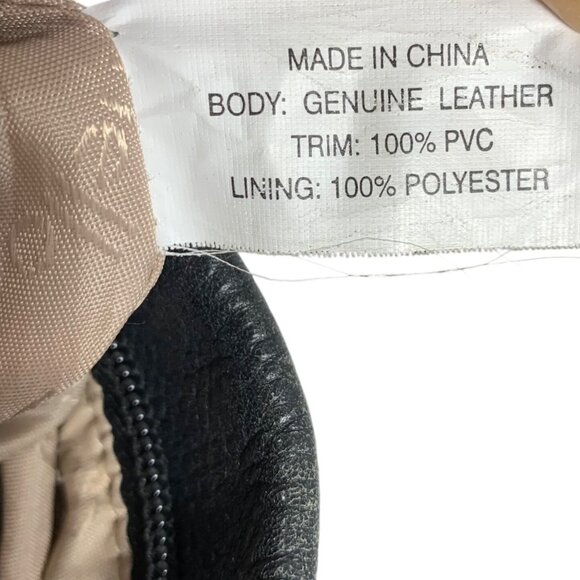 MADE IN CHINA
BODY: GENUINE LEATHER
TRIM: 100% PVC
LINING: 100% POLYESTER